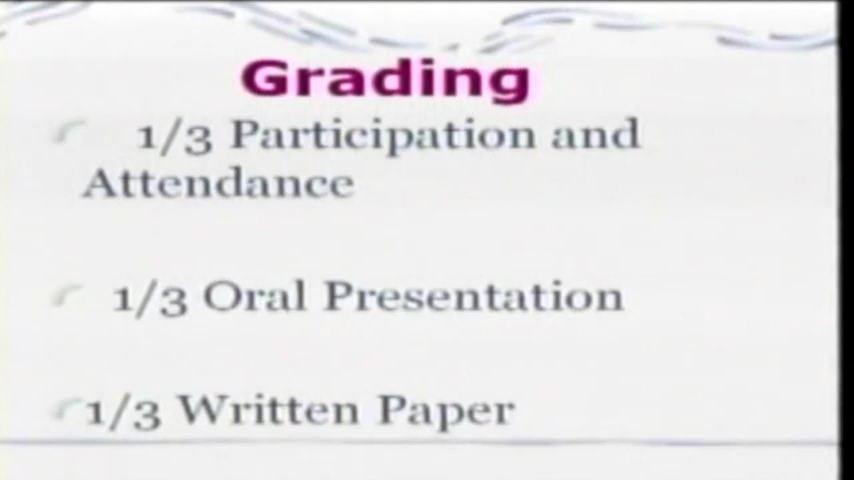 Grading
1/3 Participation and
Attendance
1/3 Oral Presentation
1/3 Written Paper